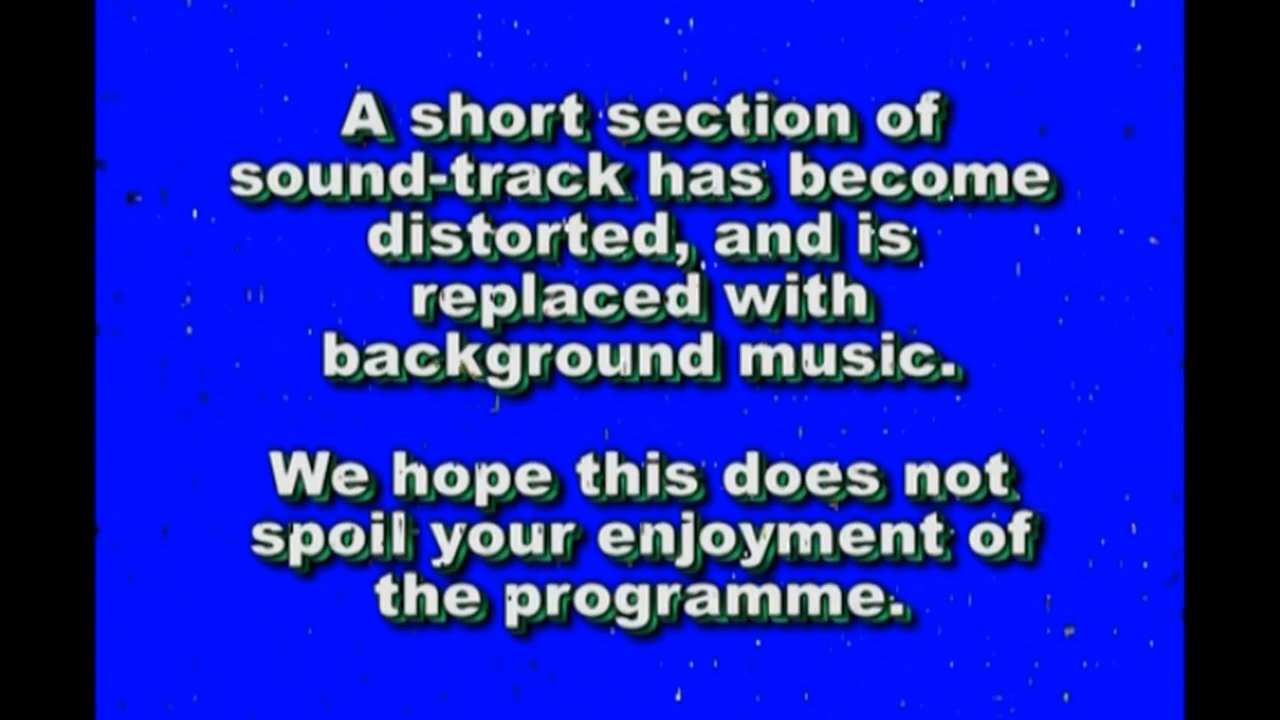 A short section of
sound-track has become
distorted, and is
replaced with
background music.
We hope this does not
spoil your enjoyment of
the programme.